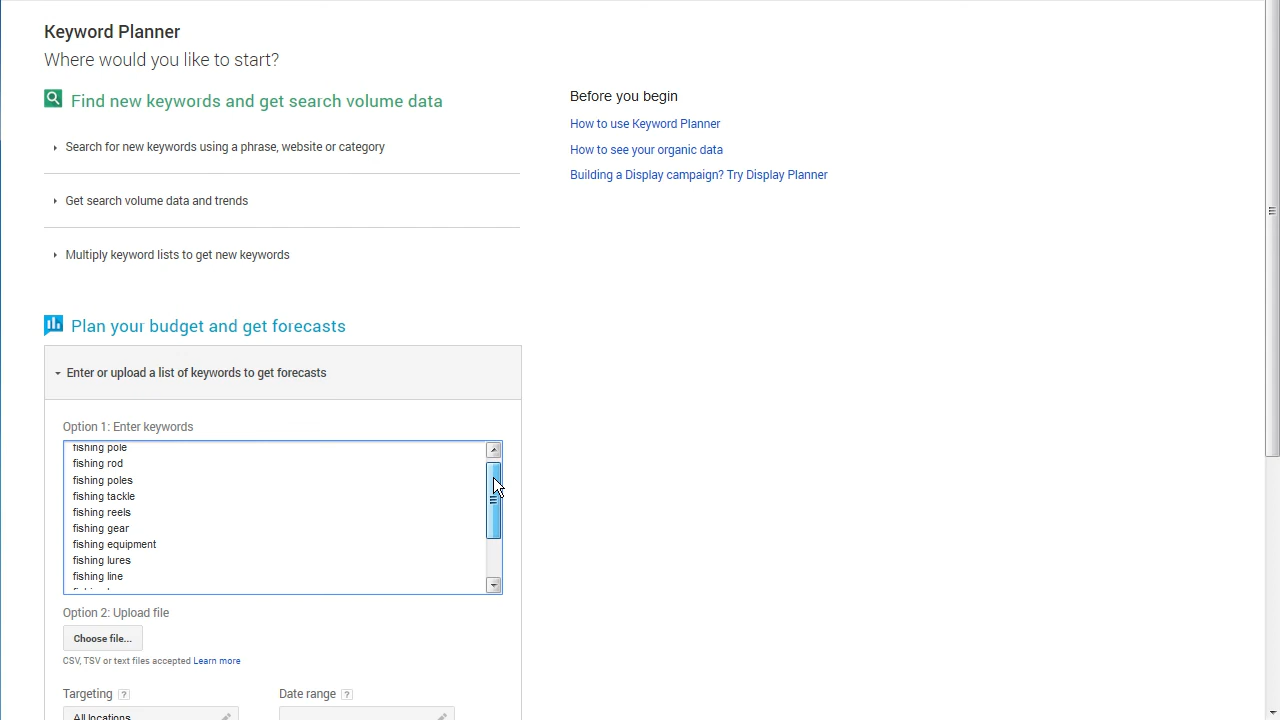 Keyword Planner
Where would you like to start?
Find new keywords and get search volume data
Search for new keywords using a phrase, website or category
Get search volume data and trends
Multiply keyword lists to get new keywords
Before you begin
How to use Keyword Planner
How to see your organic data
Building a Display campaign? Try Display Planner
Plan your budget and get forecasts
Enter or upload a list of keywords to get forecasts
Option 1: Enter keywords
fishing pole
fishing rod
fishing poles
fishing tackle
fishing reels
fishing gear
fishing equipment
fishing lures
fishing line
Option 2: Upload file
Choose file...
CSV, TSV or text files accepted Learn more
Targeting ? Date range ?
All locations